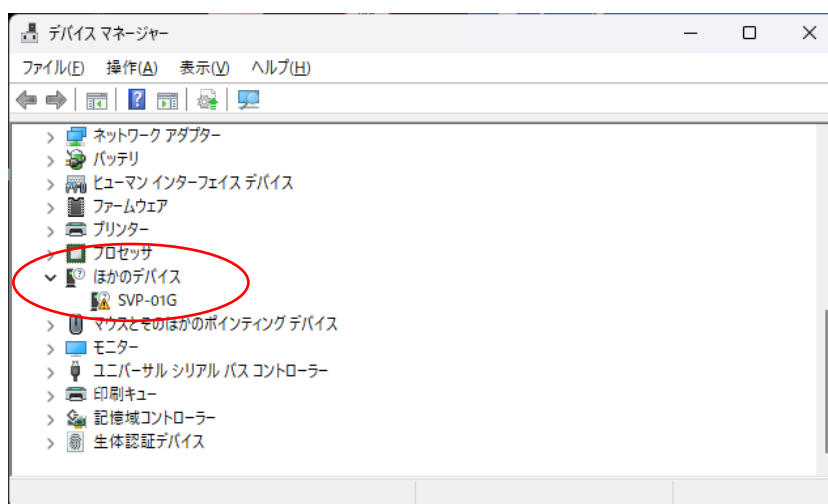 デバイス マネージャー
ファイル(F) 操作(A) 表示(V) ヘルプ(H)
ネットワーク アダプター
バッテリ
ヒューマン インターフェイス デバイス
ファームウェア
プリンター
プロセッサ
ほかのデバイス
SVP-01G
マウスとそのほかのポインティング デバイス
モニター
ユニバーサル シリアル バス コントローラー
印刷キュー
記憶域コントローラー
生体認証デバイス